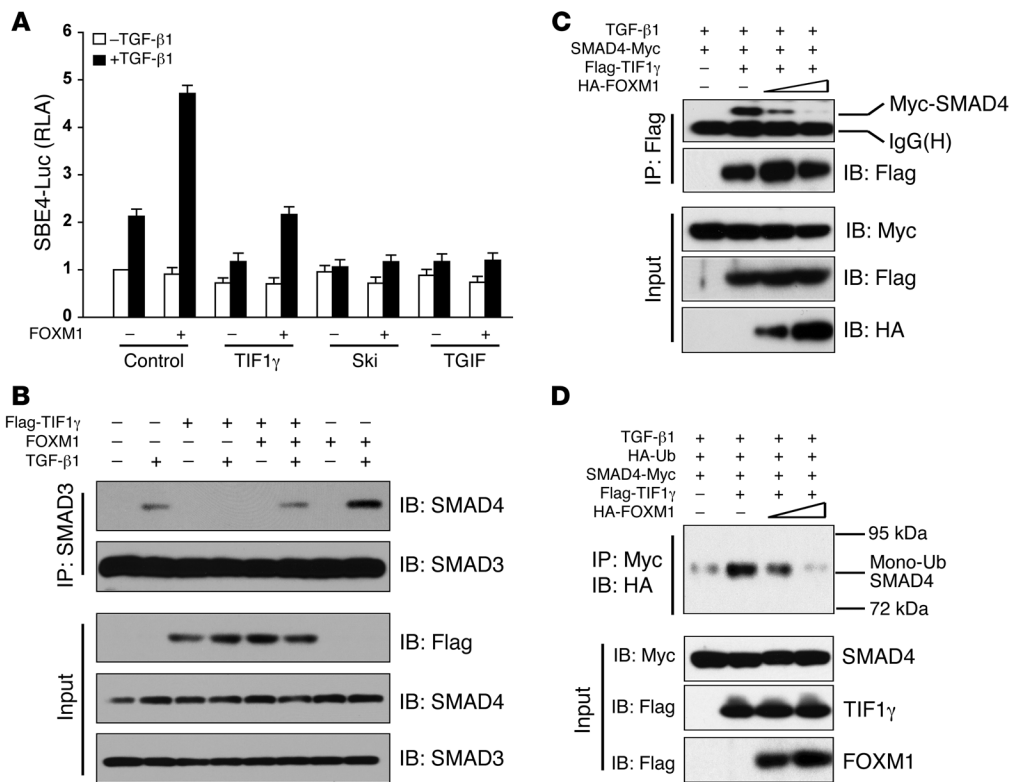 A
6
5
4
3
2
1
0
SBE4-Luc (RLA)
–TGF-β1
+TGF-β1
FOXM1 – + – + – + – +
Control TIF1γ Ski TGIF
B
Flag-TIF1γ – – + + + + – –
FOXM1 – – – – + + + +
TGF-β1 – + – + – + – +
IP: SMAD3
IB: SMAD4
IB: SMAD3
Input
IB: Flag
IB: SMAD4
IB: SMAD3
C
TGF-β1 + + + +
SMAD4-Myc + + + +
Flag-TIF1γ – + + +
HA-FOXM1 – –
IP: Flag
Myc-SMAD4
IgG(H)
IB: Flag
Input
IB: Myc
IB: Flag
IB: HA
D
TGF-β1 + + + +
HA-Ub + + + +
SMAD4-Myc + + + +
Flag-TIF1γ – + + +
HA-FOXM1 – –
IP: Myc
IB: HA
95 kDa
Mono-Ub
SMAD4
72 kDa
Input
IB: Myc SMAD4
IB: Flag TIF1γ
IB: Flag FOXM1